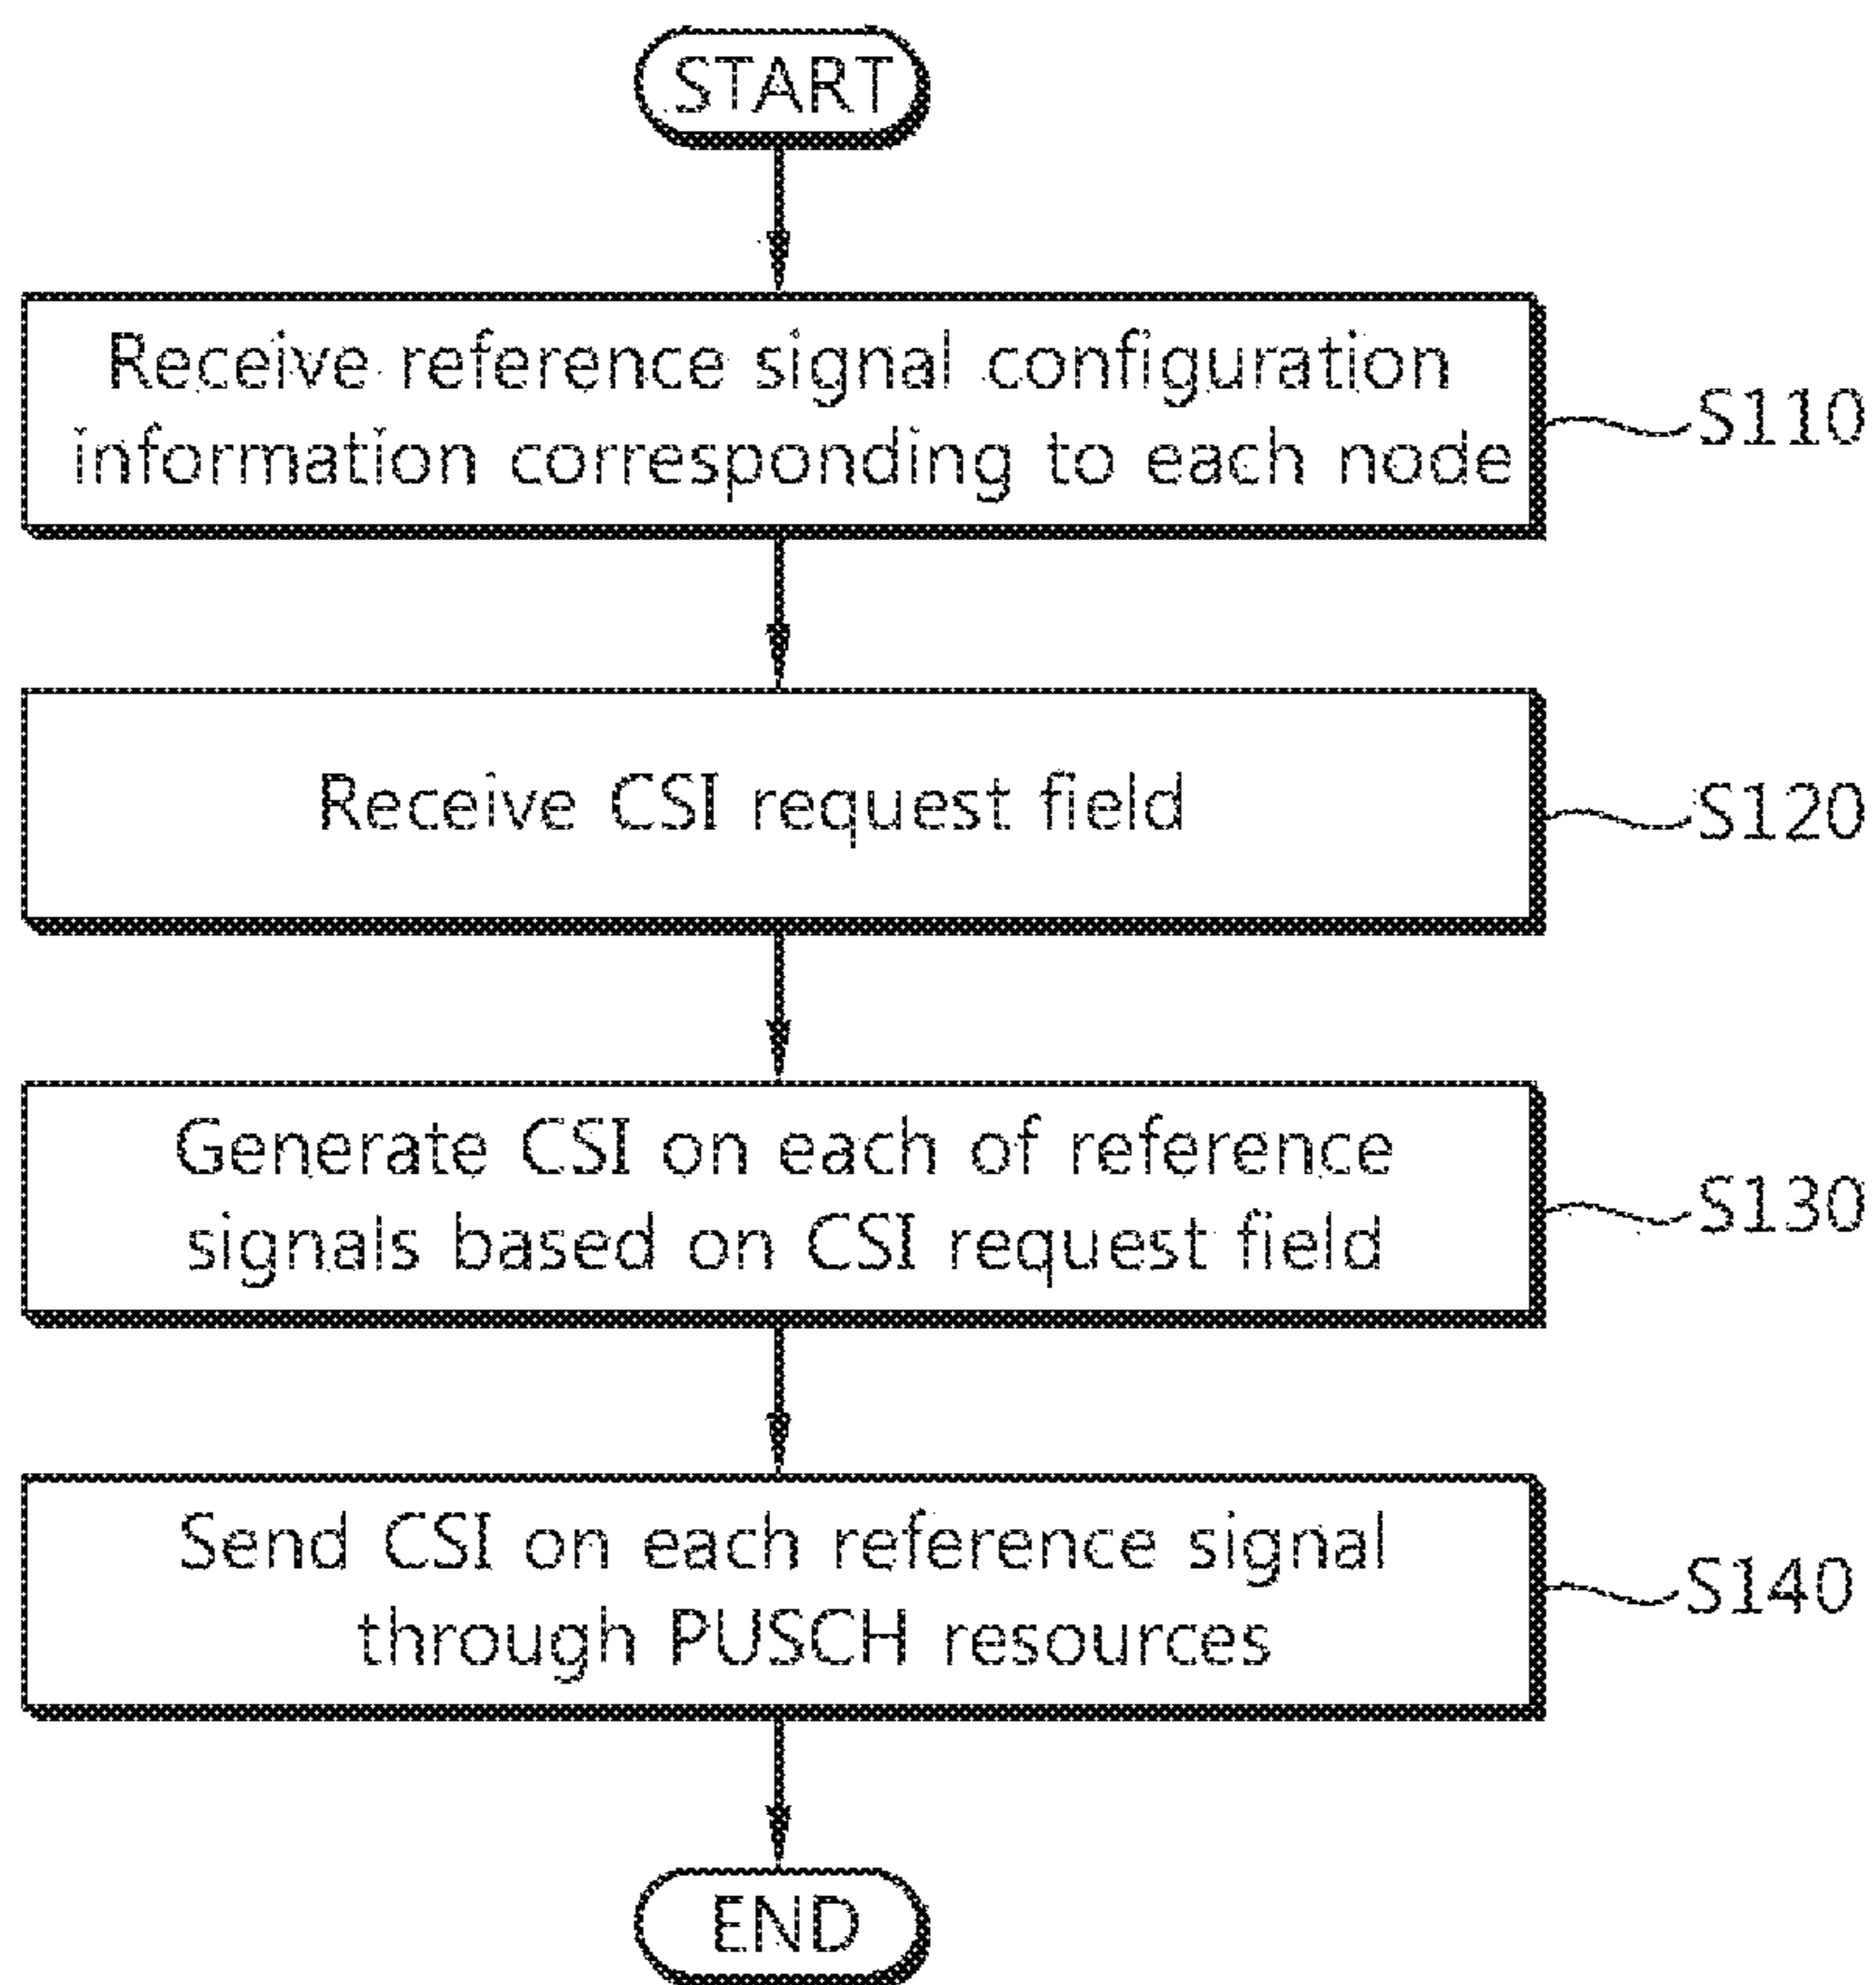 START
Receive reference signal configuration
information corresponding to each node
S110
Receive CSI request field
S120
Generate CSI on each of reference
signals based on CSI request field
S130
Send CSI on each reference signal
through PUSCH resources
S140
END